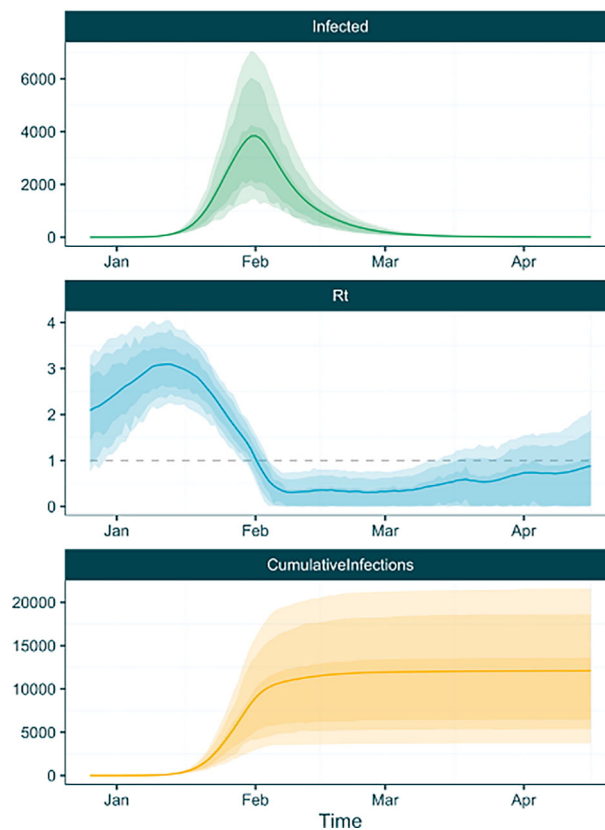 Infected
6000
4000
2000
0
Jan Feb Mar Apr
Rt
4
3
2
1
0
Jan Feb Mar Apr
CumulativeInfections
20000
15000
10000
5000
0
Jan Feb Mar Apr
Time